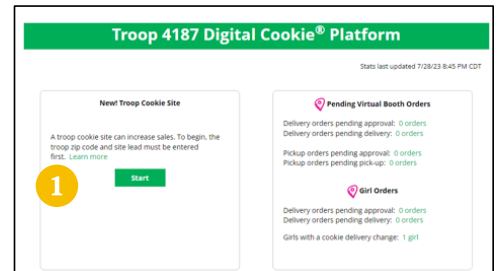 Troop 4187 Digital Cookie® Platform
Stats last updated 7/28/23 8:45 PM CDT
New! Troop Cookie Site
A troop cookie site can increase sales. To begin, the
troop zip code and site lead must be entered
first. Learn more
Start
1
Pending Virtual Booth Orders
Delivery orders pending approval: 0 orders
Delivery orders pending delivery: 0 orders
Pickup orders pending approval: 0 orders
Pickup orders pending pick-up: 0 orders
Girl Orders
Delivery orders pending approval: 0 orders
Delivery orders pending delivery: 0 orders
Girls with a cookie delivery change: 1 girl